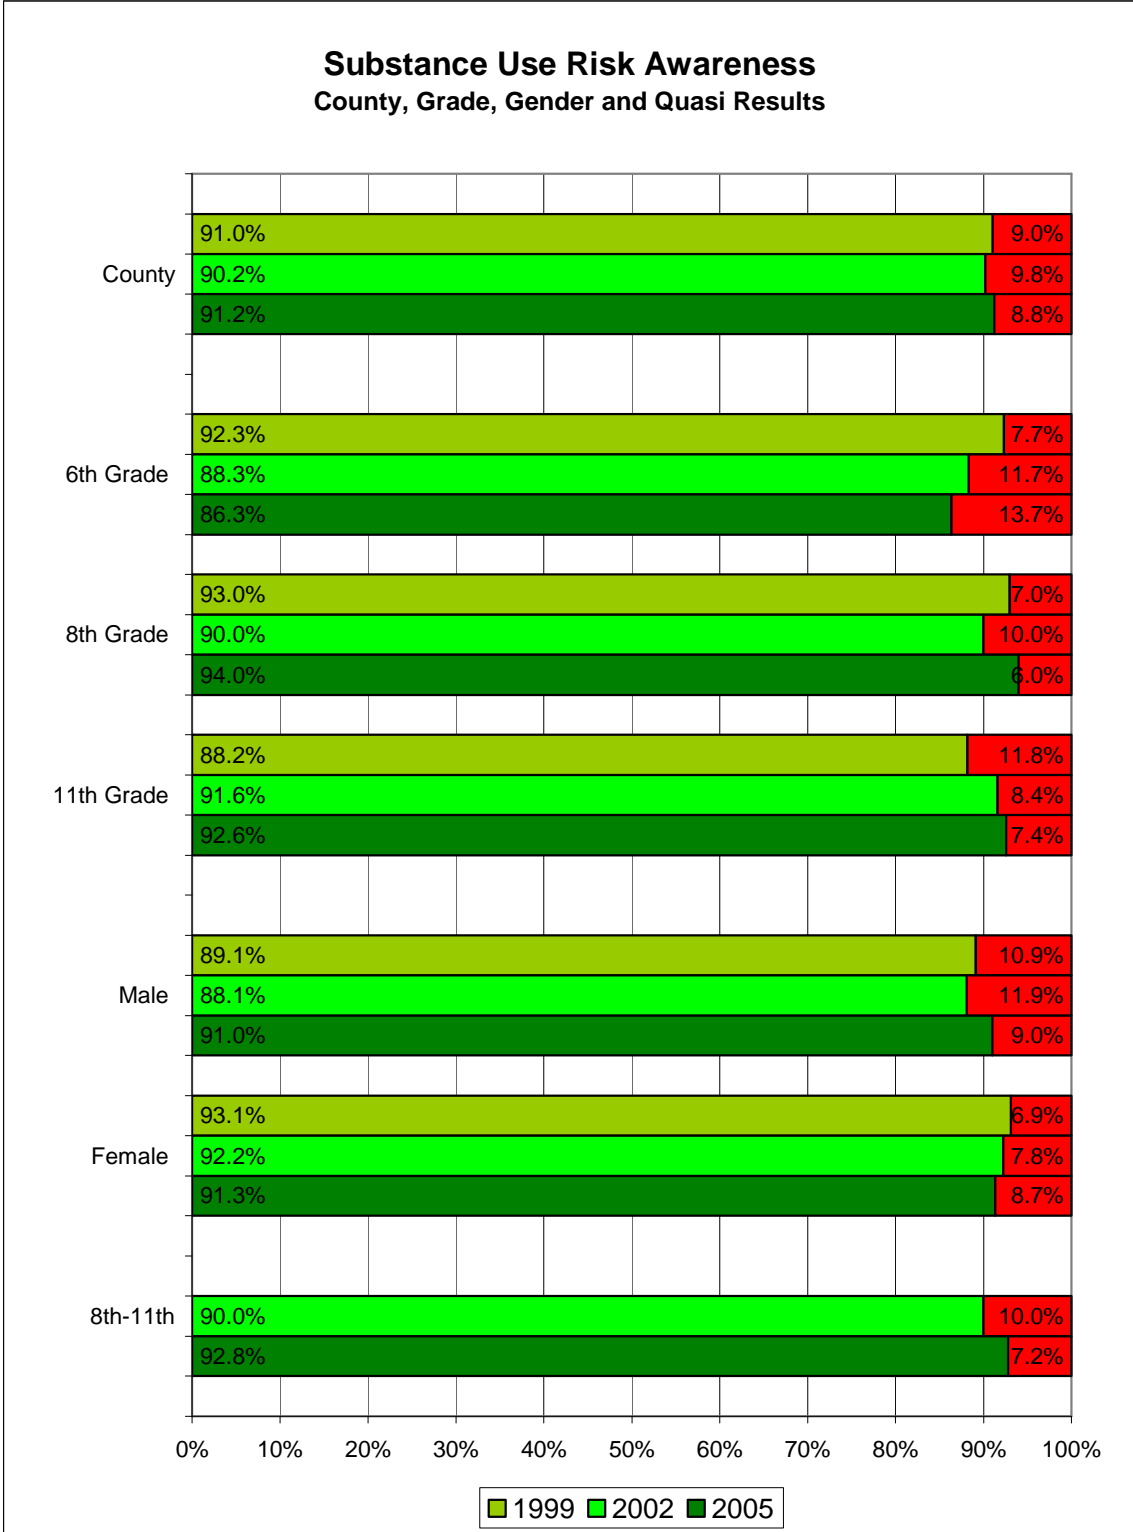 Substance Use Risk Awareness
County, Grade, Gender and Quasi Results
91.0% 9.0%
County 90.2% 9.8%
91.2% 8.8%
92.3% 7.7%
6th Grade 88.3% 11.7%
86.3% 13.7%
93.0% 7.0%
8th Grade 90.0% 10.0%
94.0% 6.0%
88.2% 11.8%
11th Grade 91.6% 8.4%
92.6% 7.4%
89.1% 10.9%
Male 88.1% 11.9%
91.0% 9.0%
93.1% 6.9%
Female 92.2% 7.8%
91.3% 8.7%
8th-11th 90.0% 10.0%
92.8% 7.2%
0% 10% 20% 30% 40% 50% 60% 70% 80% 90% 100%
1999 2002 2005